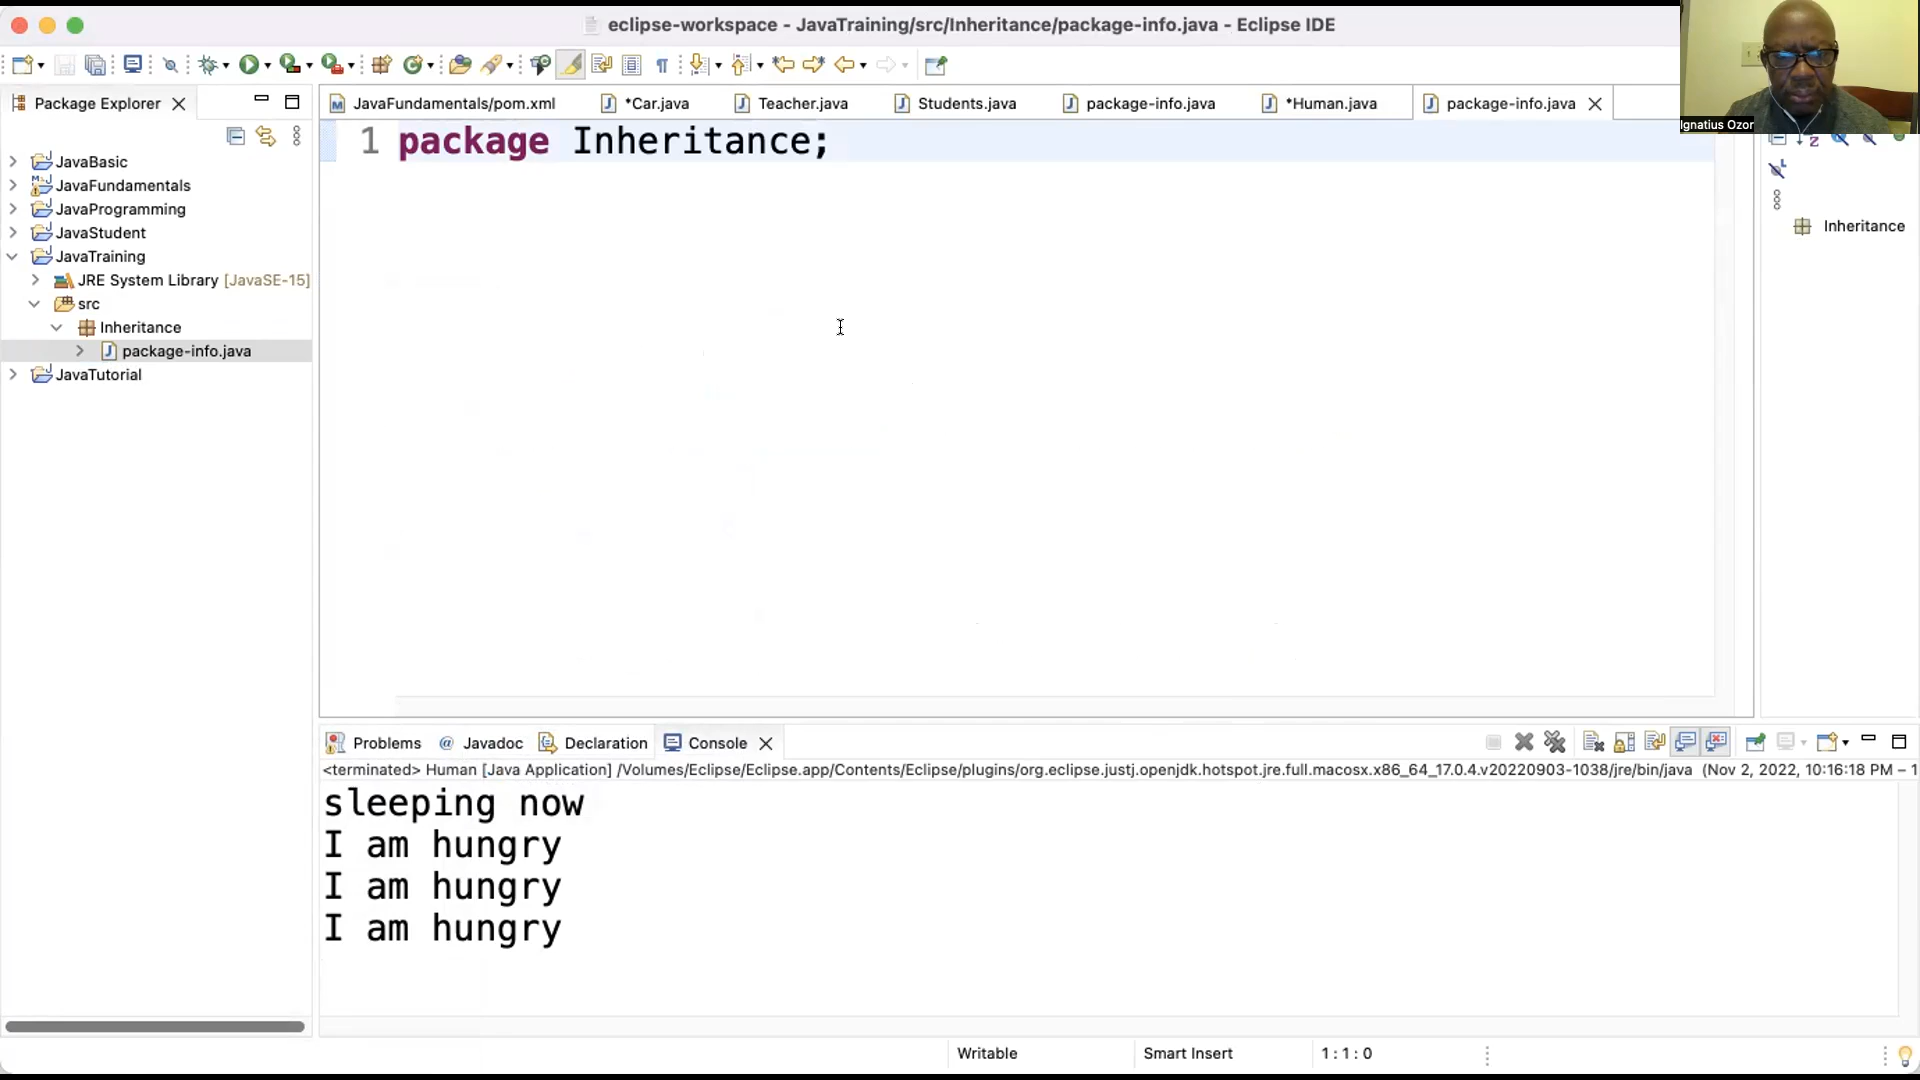 eclipse-workspace - JavaTraining/src/Inheritance/package-info.java - Eclipse IDE
Ignatius Ozor
Package Explorer
JavaFundamentals/pom.xml
*Car.java
Teacher.java
Students.java
package-info.java
*Human.java
package-info.java
JavaBasic
JavaFundamentals
JavaProgramming
JavaStudent
JavaTraining
JRE System Library [JavaSE-15]
src
Inheritance
package-info.java
JavaTutorial
1 package Inheritance;
Inheritance
Problems
@ Javadoc
Declaration
Console
<terminated> Human [Java Application] /Volumes/Eclipse/Eclipse.app/Contents/Eclipse/plugins/org.eclipse.justj.openjdk.hotspot.jre.full.macosx.x86_64_17.0.4.v20220903-1038/jre/bin/java (Nov 2, 2022, 10:16:18 PM – 1
sleeping now
I am hungry
I am hungry
I am hungry
Writable
Smart Insert
1 : 1 : 0